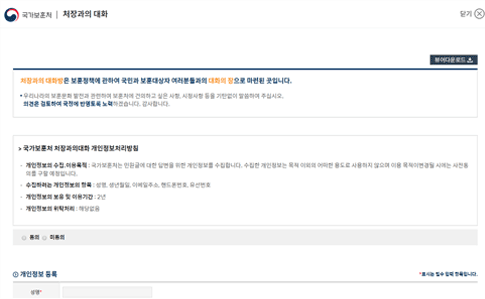 국가보훈처 | 처장과의 대화
닫기
뷰어다운로드
처장과의 대화방은 보훈정책에 관하여 국민과 보훈대상자 여러분들과의 대화의 장으로 마련된 곳입니다.
우리나라의 보훈문화 발전과 관련하여 보훈처에 건의하고 싶은 사항, 시정사항 등을 기탄없이 말씀하여 주십시오.
의견은 검토하여 국정에 반영토록 노력하겠습니다. 감사합니다.
> 국가보훈처 처장과의대화 개인정보처리방침
- 개인정보의 수집.이용목적 : 국가보훈처는 민원글에 대한 답변을 위한 개인정보를 수집합니다. 수집한 개인정보는 목적 이외의 어떠한 용도로 사용하지 않으며 이용 목적이변경될 시에는 사전동
의를 구할 예정입니다.
- 수집하려는 개인정보의 항목 : 성명, 생년월일, 이메일주소, 핸드폰번호, 유선번호
- 개인정보의 보유 및 이용기간 : 2년
- 개인정보의 위탁처리 : 해당없음
동의 미동의
개인정보 등록
*표시는 필수 입력 항목입니다.
성명*